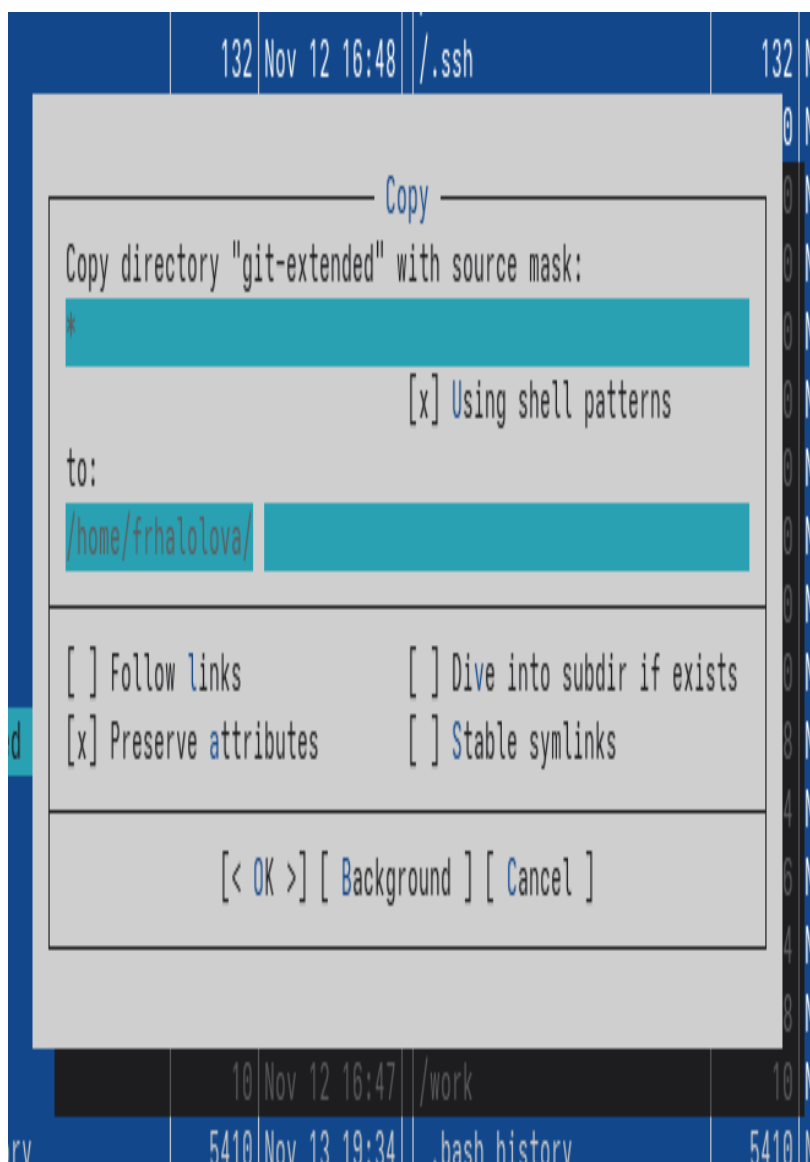 132 Nov 12 16:48 /.ssh 132
Copy
Copy directory "git-extended" with source mask:
*
[x] Using shell patterns
to:
/home/frhalolova/
[ ] Follow links [ ] Dive into subdir if exists
[x] Preserve attributes [ ] Stable symlinks
[< OK >] [ Background ] [ Cancel ]
10 Nov 12 16:47 /work 10
5410 Nov 13 19:34 .bash_history 5410